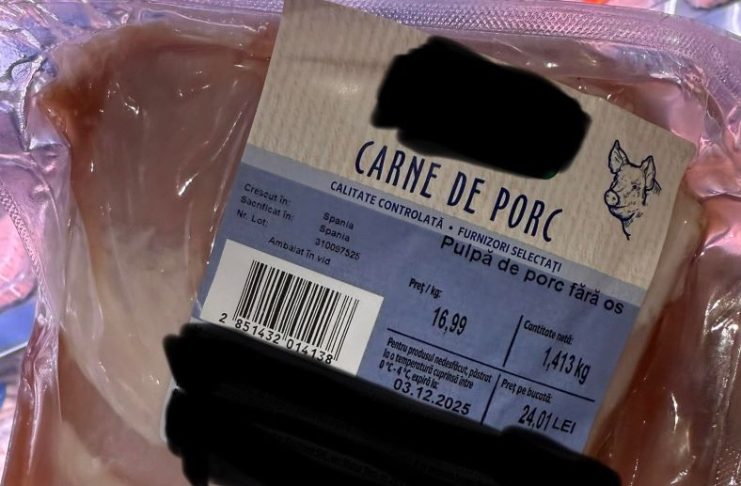 CARNE DE PORC
CALITATE CONTROLATĂ • FURNIZORI SELECTAȚI
Pulpă de porc fără os
Crescut în: Spania
Sacrificat în: Spania
Nr. Lot: 310097525
Ambalat în vid
2 851432 014138
Preț / kg:
16,99
Cantitate netă:
1,413 kg
Pentru produsul nedesfăcut, păstrat
la o temperatură cuprinsă între
0°C-4°C, expiră la:
03.12.2025
Preț pe bucată:
24.01 LEI